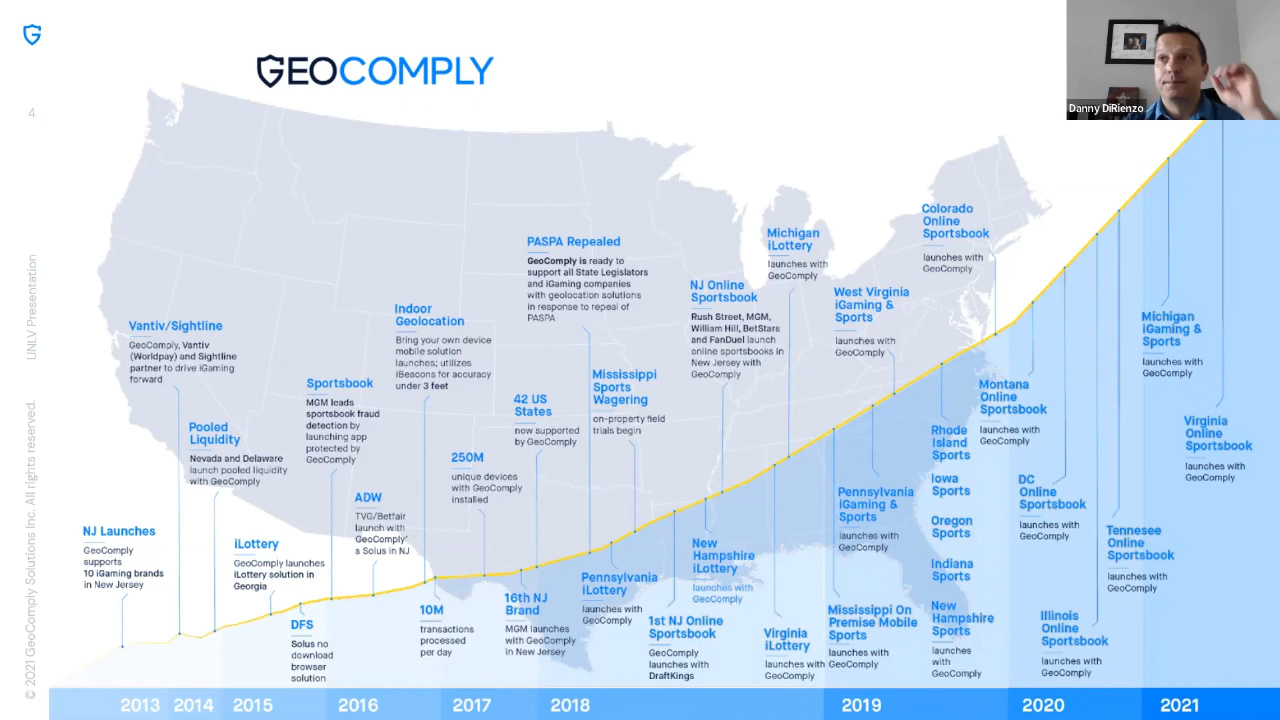 GEOCOMPLY
Danny DiRienzo
4
UNLV Presentation
© 2021 GeoComply Solutions Inc. All rights reserved.
NJ Launches
GeoComply
supports
10 iGaming brands
in New Jersey
Vantiv/Sightline
GeoComply, Vantiv
(Worldpay) and Sightline
partner to drive iGaming
forward
Pooled
Liquidity
Nevada and Delaware
launch pooled liquidity
with GeoComply
iLottery
GeoComply launches
iLottery solution in
Georgia
DFS
Solus no
download
browser
solution
Sportsbook
MGM leads
sportsbook fraud
detection by
launching app
protected by
GeoComply
ADW
TVG/Betfair
launch with
GeoComply'
s Solus in NJ
Indoor
Geolocation
Bring your own device
mobile solution
launches; utilizes
iBeacons for accuracy
under 3 feet
10M
transactions
processed
per day
250M
unique devices
with GeoComply
installed
16th NJ
Brand
MGM launches
with GeoComply
in New Jersey
42 US
States
now supported
by GeoComply
PASPA Repealed
GeoComply is ready to
support all State Legislators
and iGaming companies
with geolocation solutions
in response to repeal of
PASPA
Pennsylvania
iLottery
launches with
GeoComply
Mississippi
Sports
Wagering
on-property field
trials begin
1st NJ Online
Sportsbook
GeoComply
launches with
DraftKings
New
Hampshire
iLottery
launches with
GeoComply
NJ Online
Sportsbook
Rush Street, MGM,
William Hill, BetStars
and FanDuel launch
online sportsbooks in
New Jersey with
GeoComply
Virginia
iLottery
launches with
GeoComply
Michigan
iLottery
launches with
GeoComply
Mississippi On
Premise Mobile
Sports
launches with
GeoComply
Pennsylvania
iGaming &
Sports
launches with
GeoComply
West Virginia
iGaming &
Sports
launches with
GeoComply
Rhode
Island
Sports
Iowa
Sports
Oregon
Sports
Indiana
Sports
New
Hampshire
Sports
launches
with
GeoComply
Colorado
Online
Sportsbook
launches with
GeoComply
Montana
Online
Sportsbook
launches with
GeoComply
DC
Online
Sportsbook
launches with
GeoComply
Illinois
Online
Sportsbook
launches with
GeoComply
Tennessee
Online
Sportsbook
launches with
GeoComply
Michigan
iGaming &
Sports
launches with
GeoComply
Virginia
Online
Sportsbook
launches with
GeoComply
2013
2014
2015
2016
2017
2018
2019
2020
2021